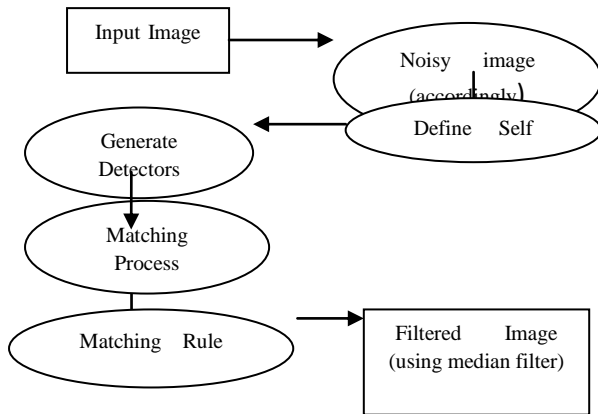 Input Image
Noisy image
(accordingly)
Define Self
Generate
Detectors
Matching
Process
Matching Rule
Filtered Image
(using median filter)